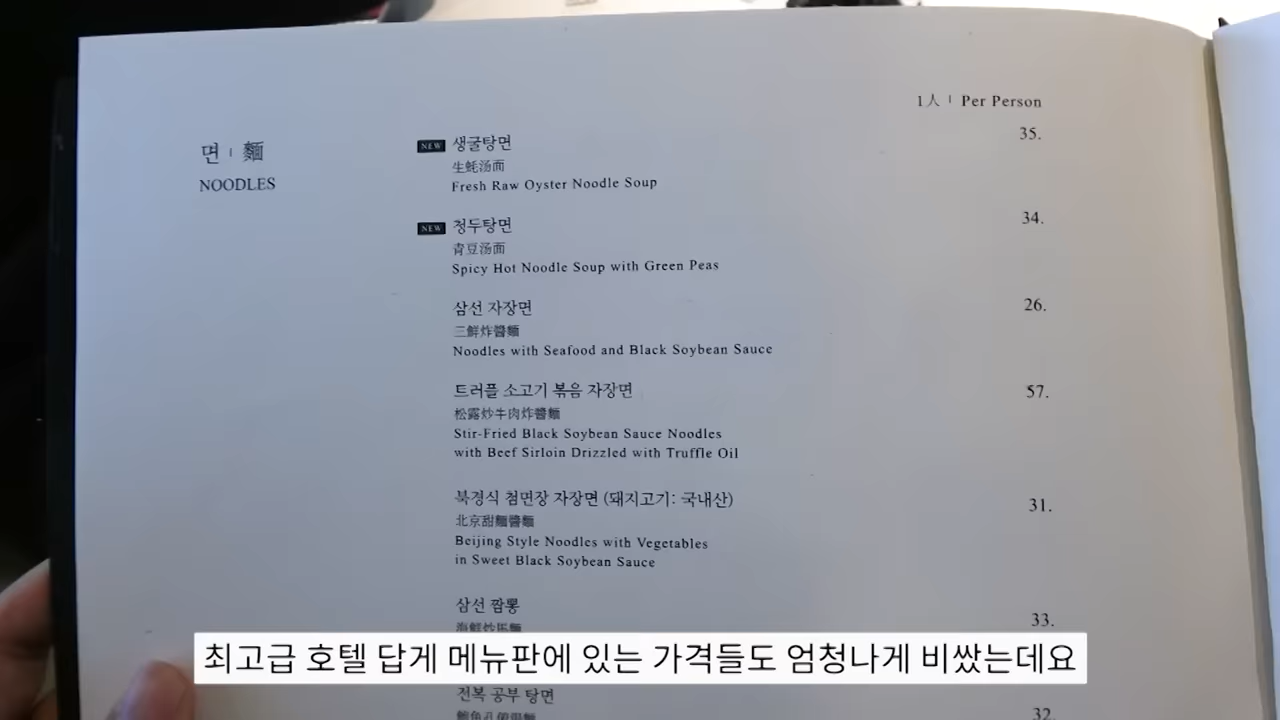 1人 | Per Person
면 | 麵
NOODLES
NEW 생굴탕면 35.
生蚝汤面
Fresh Raw Oyster Noodle Soup
NEW 청두탕면 34.
青豆汤面
Spicy Hot Noodle Soup with Green Peas
삼선 자장면 26.
三鮮炸醬麵
Noodles with Seafood and Black Soybean Sauce
트러플 소고기 볶음 자장면 57.
松露炒牛肉炸醬麵
Stir-Fried Black Soybean Sauce Noodles
with Beef Sirloin Drizzled with Truffle Oil
북경식 첨면장 자장면 (돼지고기: 국내산) 31.
北京甜麵醬麵
Beijing Style Noodles with Vegetables
in Sweet Black Soybean Sauce
삼선 짬뽕 33.
최고급 호텔 답게 메뉴판에 있는 가격들도 엄청나게 비쌌는데요
전복 공부 탕면 32.